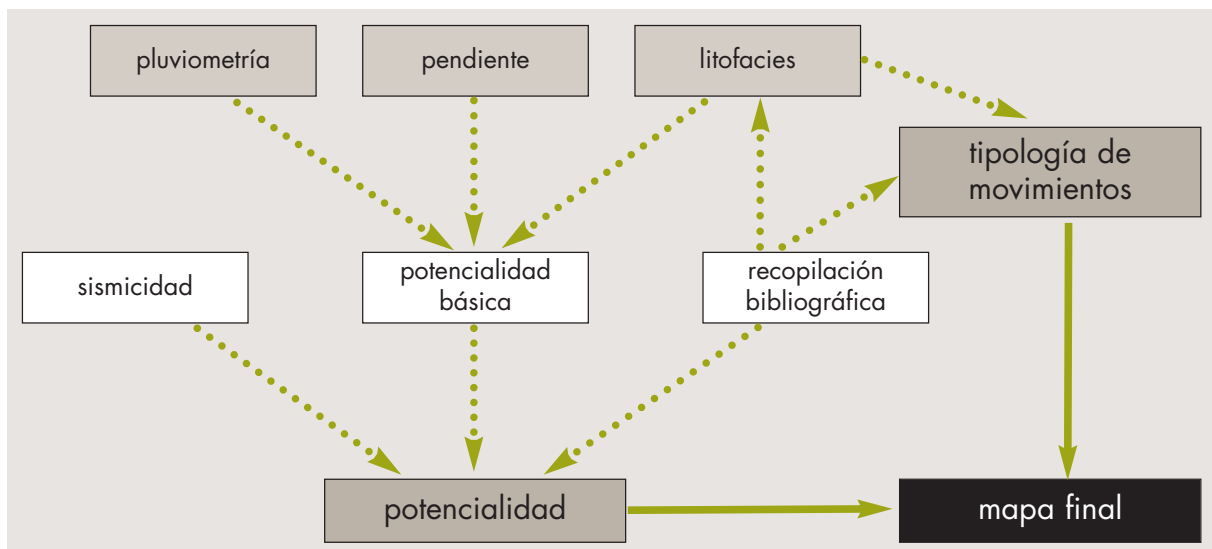 pluviometría
pendiente
litofacies
tipología de
movimientos
sismicidad
potencialidad
básica
recopilación
bibliográfica
potencialidad
mapa final